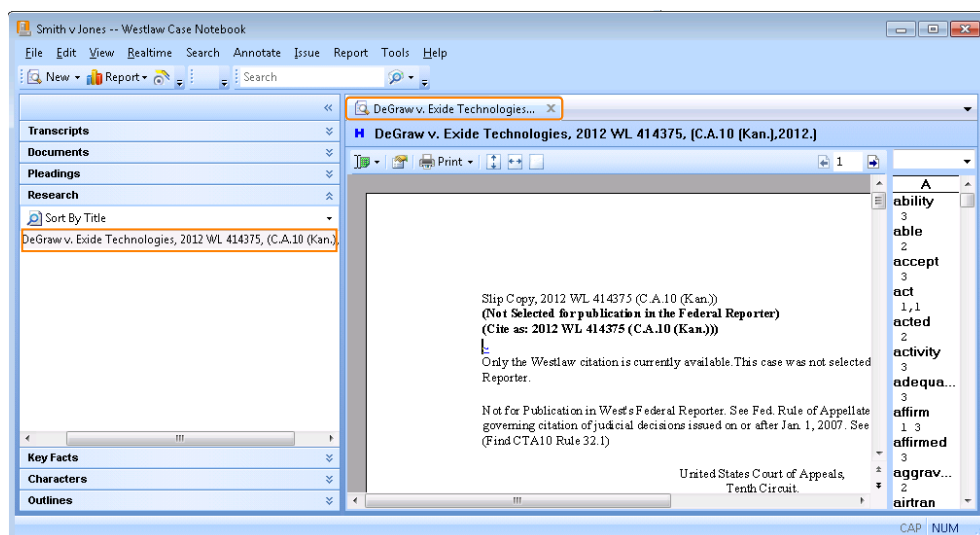 Smith v Jones -- Westlaw Case Notebook
File Edit View Realtime Search Annotate Issue Report Tools Help
New Report Search
DeGraw v. Exide Technologies...
Transcripts
Documents
Pleadings
Research
Sort By Title
DeGraw v. Exide Technologies, 2012 WL 414375, (C.A.10 (Kan.),
Key Facts
Characters
Outlines
H DeGraw v. Exide Technologies, 2012 WL 414375, (C.A.10 (Kan.),2012.)
Print 1
Slip Copy, 2012 WL 414375 (C.A.10 (Kan.))
(Not Selected for publication in the Federal Reporter)
(Cite as: 2012 WL 414375 (C.A.10 (Kan.)))
Only the Westlaw citation is currently available.This case was not selected
Reporter.
Not for Publication in West's Federal Reporter. See Fed. Rule of Appellate
governing citation of judicial decisions issued on or after Jan. 1, 2007. See
(Find CTA10 Rule 32.1)
United States Court of Appeals,
Tenth Circuit.
A
ability
3
able
2
accept
3
act
1,1
acted
2
activity
3
adequa...
3
affirm
1 3
affirmed
3
aggrav...
2
airtran
CAP NUM